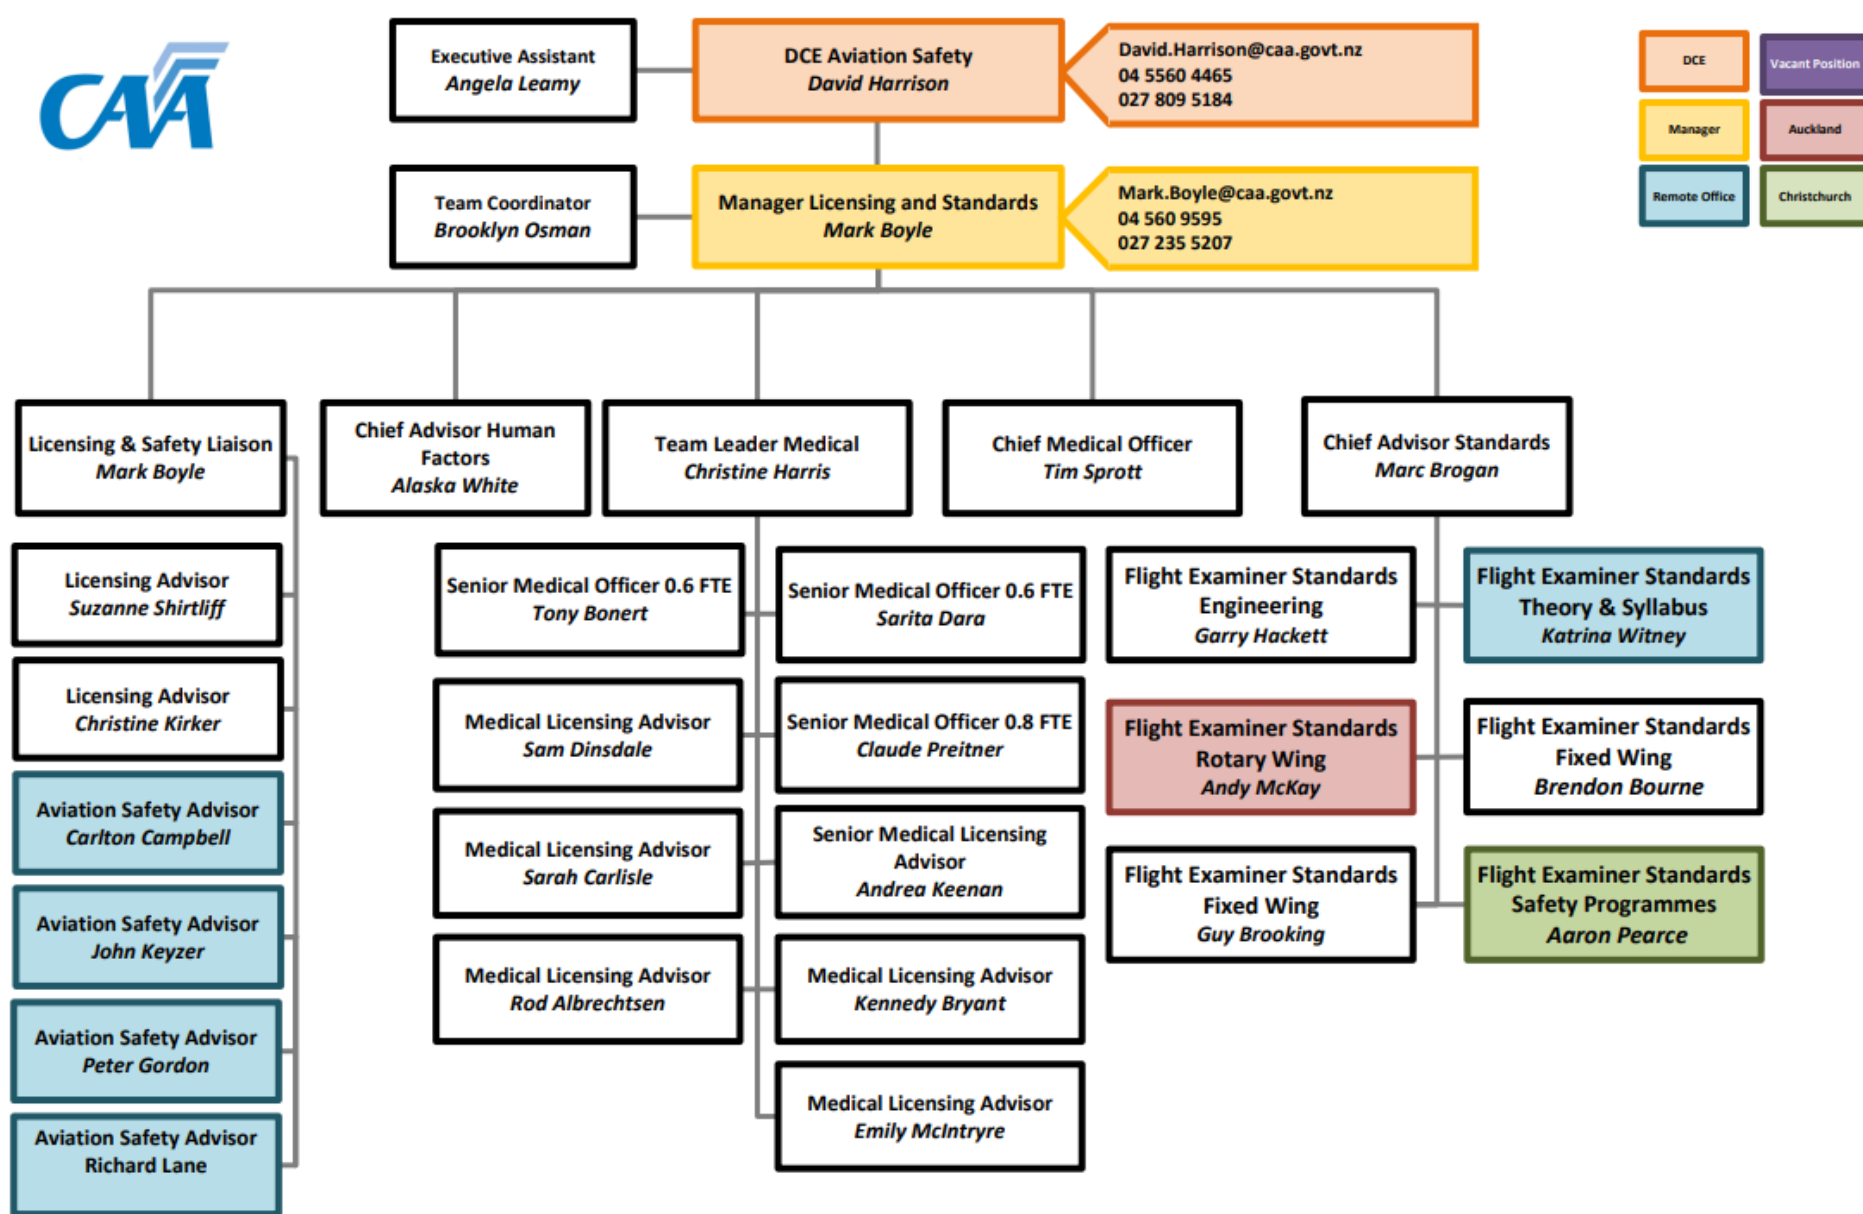 CAA
Executive Assistant
Angela Leamy
DCE Aviation Safety
David Harrison
David.Harrison@caa.govt.nz
04 5560 4465
027 809 5184
DCE
Vacant Position
Manager
Auckland
Remote Office
Christchurch
Team Coordinator
Brooklyn Osman
Manager Licensing and Standards
Mark Boyle
Mark.Boyle@caa.govt.nz
04 560 9595
027 235 5207
Licensing & Safety Liaison
Mark Boyle
Chief Advisor Human
Factors
Alaska White
Team Leader Medical
Christine Harris
Chief Medical Officer
Tim Sprott
Chief Advisor Standards
Marc Brogan
Licensing Advisor
Suzanne Shirtliff
Licensing Advisor
Christine Kirker
Aviation Safety Advisor
Carlton Campbell
Aviation Safety Advisor
John Keyzer
Aviation Safety Advisor
Peter Gordon
Aviation Safety Advisor
Richard Lane
Senior Medical Officer 0.6 FTE
Tony Bonert
Senior Medical Officer 0.6 FTE
Sarita Dara
Medical Licensing Advisor
Sam Dinsdale
Senior Medical Officer 0.8 FTE
Claude Preitner
Medical Licensing Advisor
Sarah Carlisle
Senior Medical Licensing
Advisor
Andrea Keenan
Medical Licensing Advisor
Rod Albrechtsen
Medical Licensing Advisor
Kennedy Bryant
Medical Licensing Advisor
Emily McIntryre
Flight Examiner Standards
Engineering
Garry Hackett
Flight Examiner Standards
Theory & Syllabus
Katrina Witney
Flight Examiner Standards
Rotary Wing
Andy McKay
Flight Examiner Standards
Fixed Wing
Brendon Bourne
Flight Examiner Standards
Fixed Wing
Guy Brooking
Flight Examiner Standards
Safety Programmes
Aaron Pearce